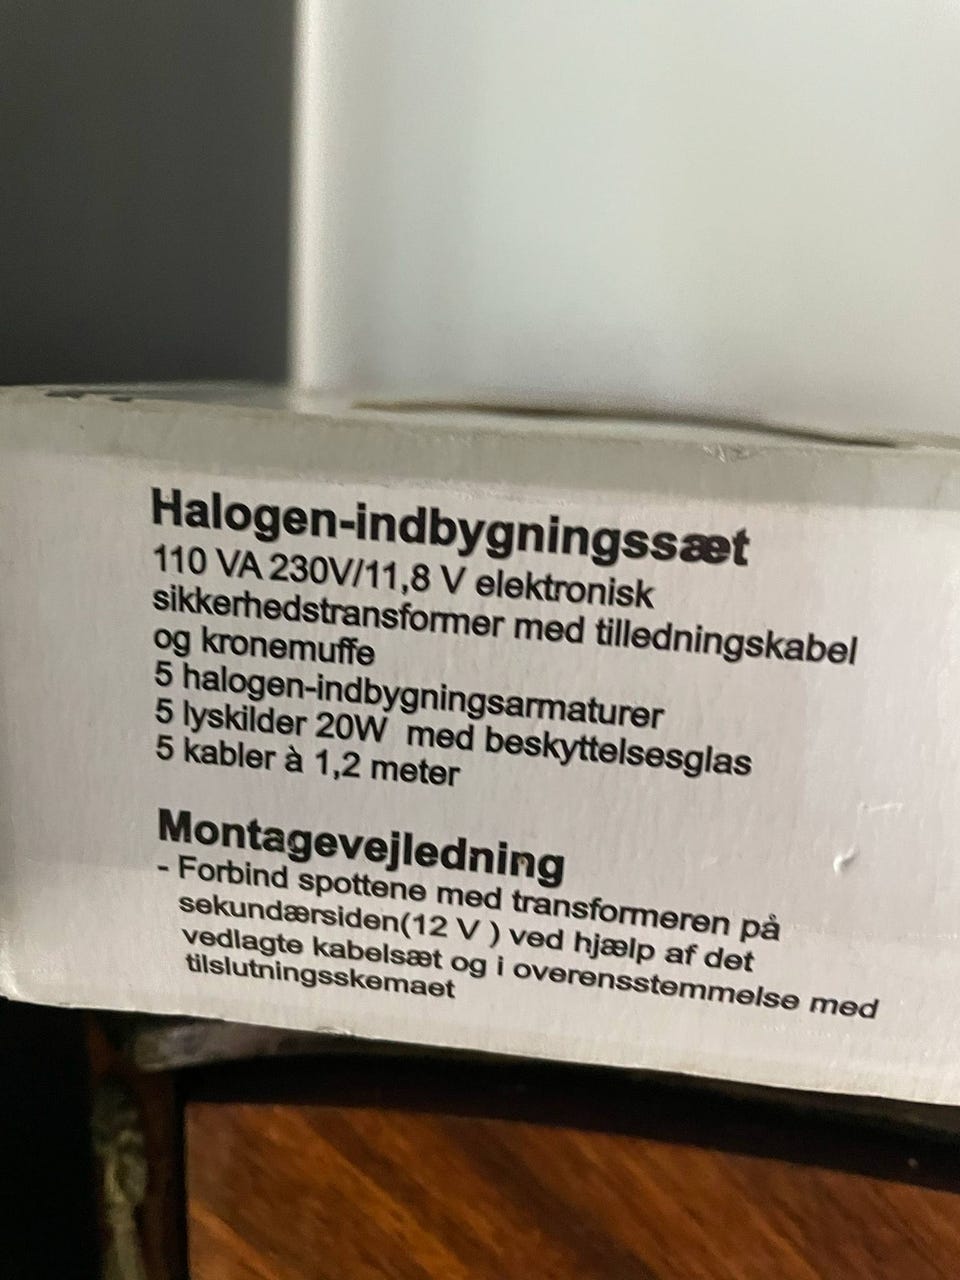 Halogen-indbygningssæt
110 VA 230V/11,8 V elektronisk
sikkerhedstransformer med tilledningskabel
og kronemuffe
5 halogen-indbygningsarmaturer
5 lyskilder 20W med beskyttelsesglas
5 kabler à 1,2 meter
Montagevejledning
- Forbind spottene med transformeren på
sekundærsiden(12 V ) ved hjælp af det
vedlagte kabelsæt og i overensstemmelse med
tilslutningsskemaet